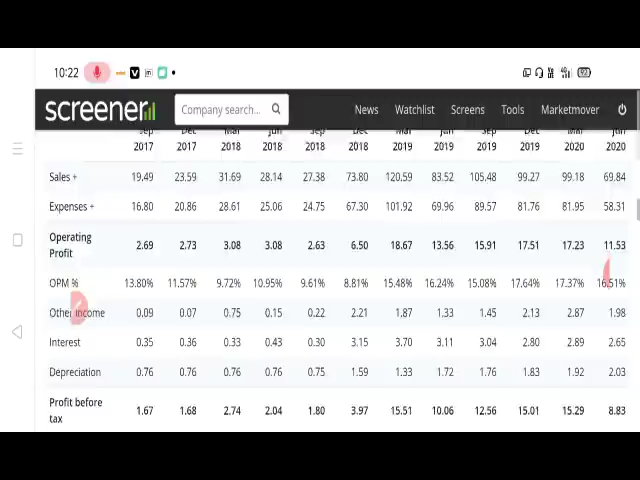 10:22
screener
Company search...
News Watchlist Screens Tools Marketmover
Sep Dec Mar Jun Sep Dec Mar Jun Sep Dec Mar Jun
2017 2017 2018 2018 2018 2018 2019 2019 2019 2019 2020 2020
Sales + 19.49 23.59 31.69 28.14 27.38 73.80 120.59 83.52 105.48 99.27 99.18 69.84
Expenses + 16.80 20.86 28.61 25.06 24.75 67.30 101.92 69.96 89.57 81.76 81.95 58.31
Operating
Profit 2.69 2.73 3.08 3.08 2.63 6.50 18.67 13.56 15.91 17.51 17.23 11.53
OPM % 13.80% 11.57% 9.72% 10.95% 9.61% 8.81% 15.48% 16.24% 15.08% 17.64% 17.37% 16.51%
Other Income 0.09 0.07 0.75 0.15 0.22 2.21 1.87 1.33 1.45 2.13 2.87 1.98
Interest 0.35 0.36 0.33 0.43 0.30 3.15 3.70 3.11 3.04 2.80 2.89 2.65
Depreciation 0.76 0.76 0.76 0.76 0.75 1.59 1.33 1.72 1.76 1.83 1.92 2.03
Profit before
tax 1.67 1.68 2.74 2.04 1.80 3.97 15.51 10.06 12.56 15.01 15.29 8.83